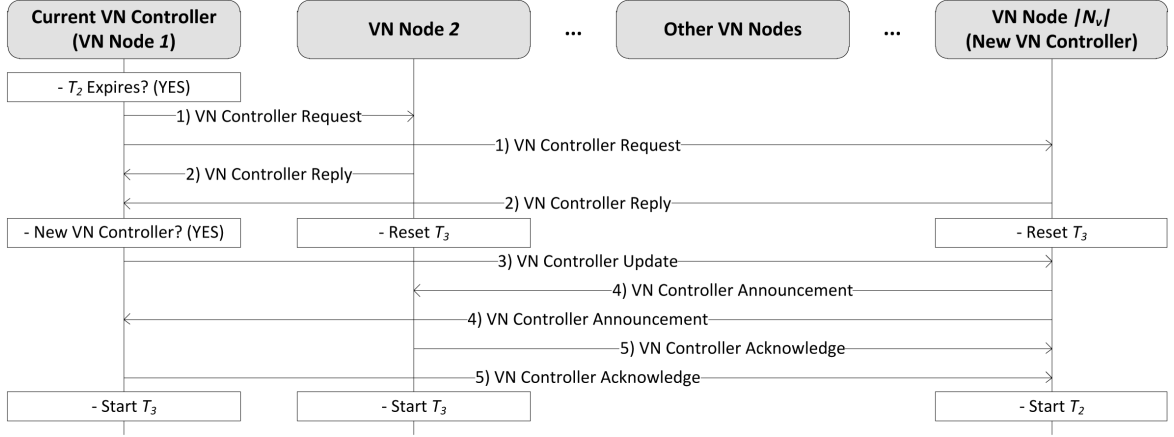 Current VN Controller
(VN Node 1)
VN Node 2
...
Other VN Nodes
...
VN Node |Nv|
(New VN Controller)
- T2 Expires? (YES)
1) VN Controller Request
1) VN Controller Request
2) VN Controller Reply
2) VN Controller Reply
- New VN Controller? (YES)
- Reset T3
- Reset T3
3) VN Controller Update
4) VN Controller Announcement
4) VN Controller Announcement
5) VN Controller Acknowledge
5) VN Controller Acknowledge
- Start T3
- Start T3
- Start T2